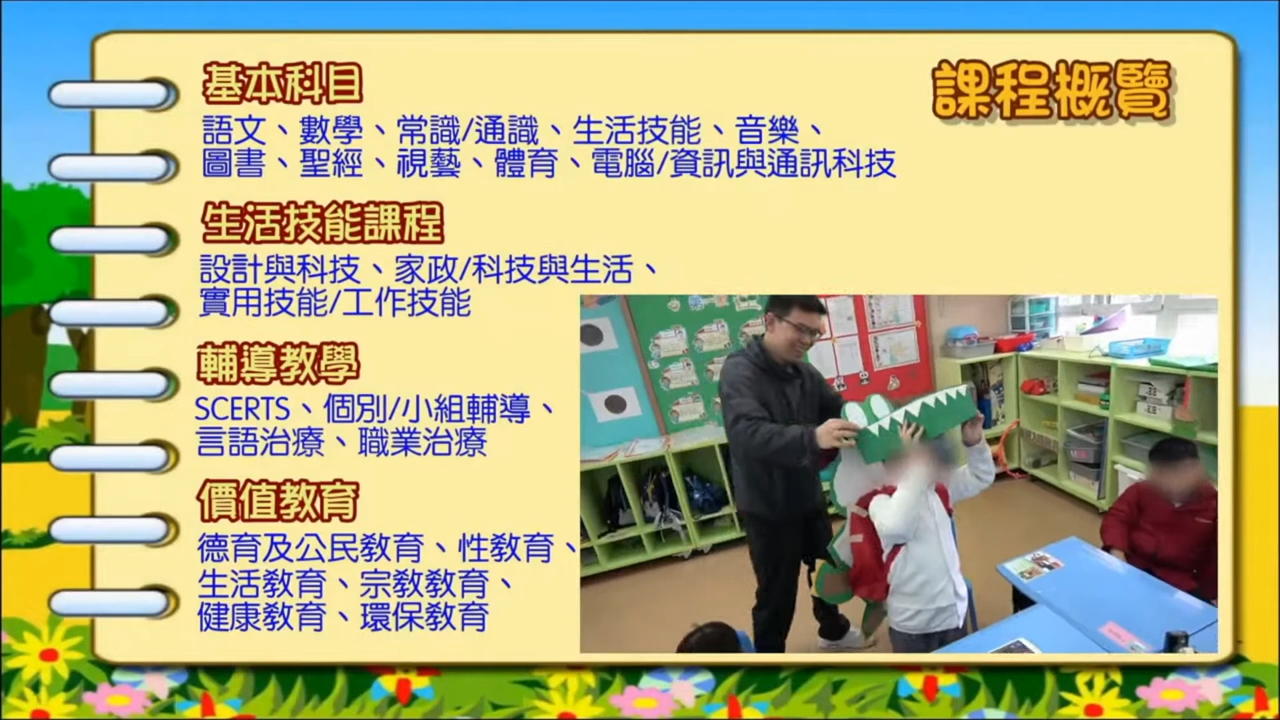 課程概覽
基本科目
語文、數學、常識/通識、生活技能、音樂、
圖書、聖經、視藝、體育、電腦/資訊與通訊科技
生活技能課程
設計與科技、家政/科技與生活、
實用技能/工作技能
輔導教學
SCERTS、個別/小組輔導、
言語治療、職業治療
價值教育
德育及公民教育、性教育、
生活教育、宗教教育、
健康教育、環保教育